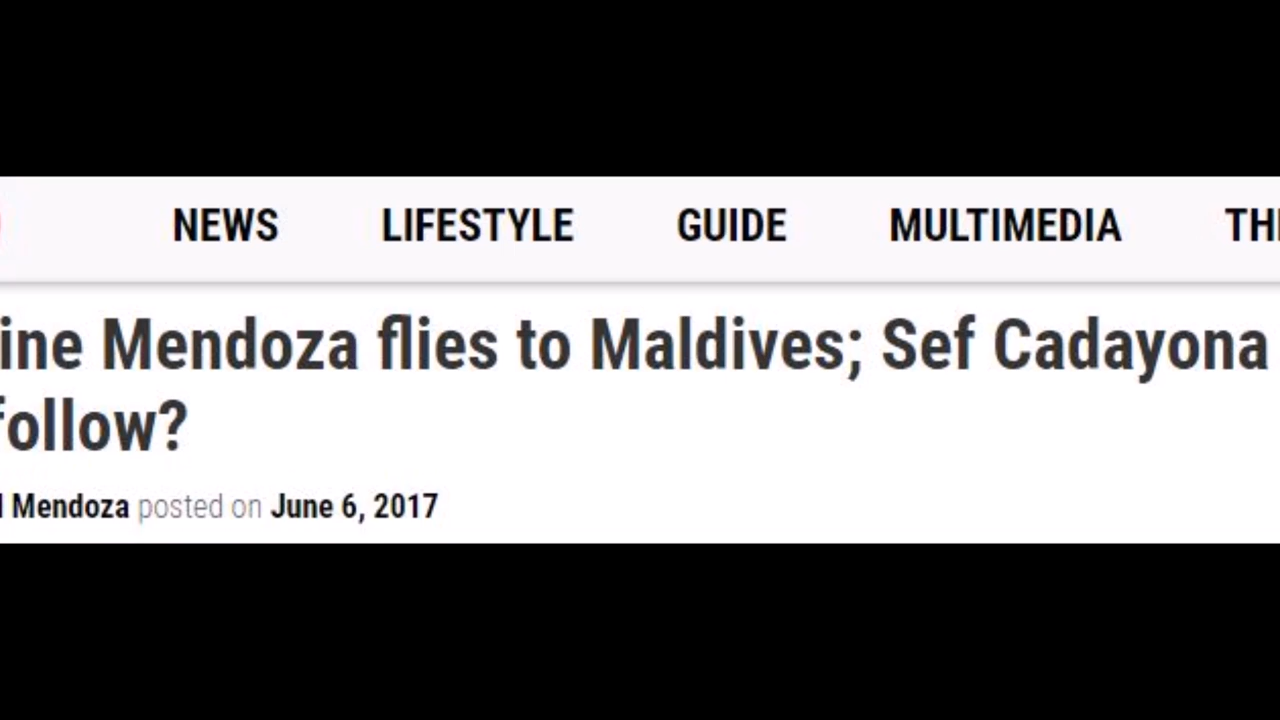 NEWS LIFESTYLE GUIDE MULTIMEDIA
ine Mendoza flies to Maldives; Sef Cadayona
follow?
Mendoza posted on June 6, 2017